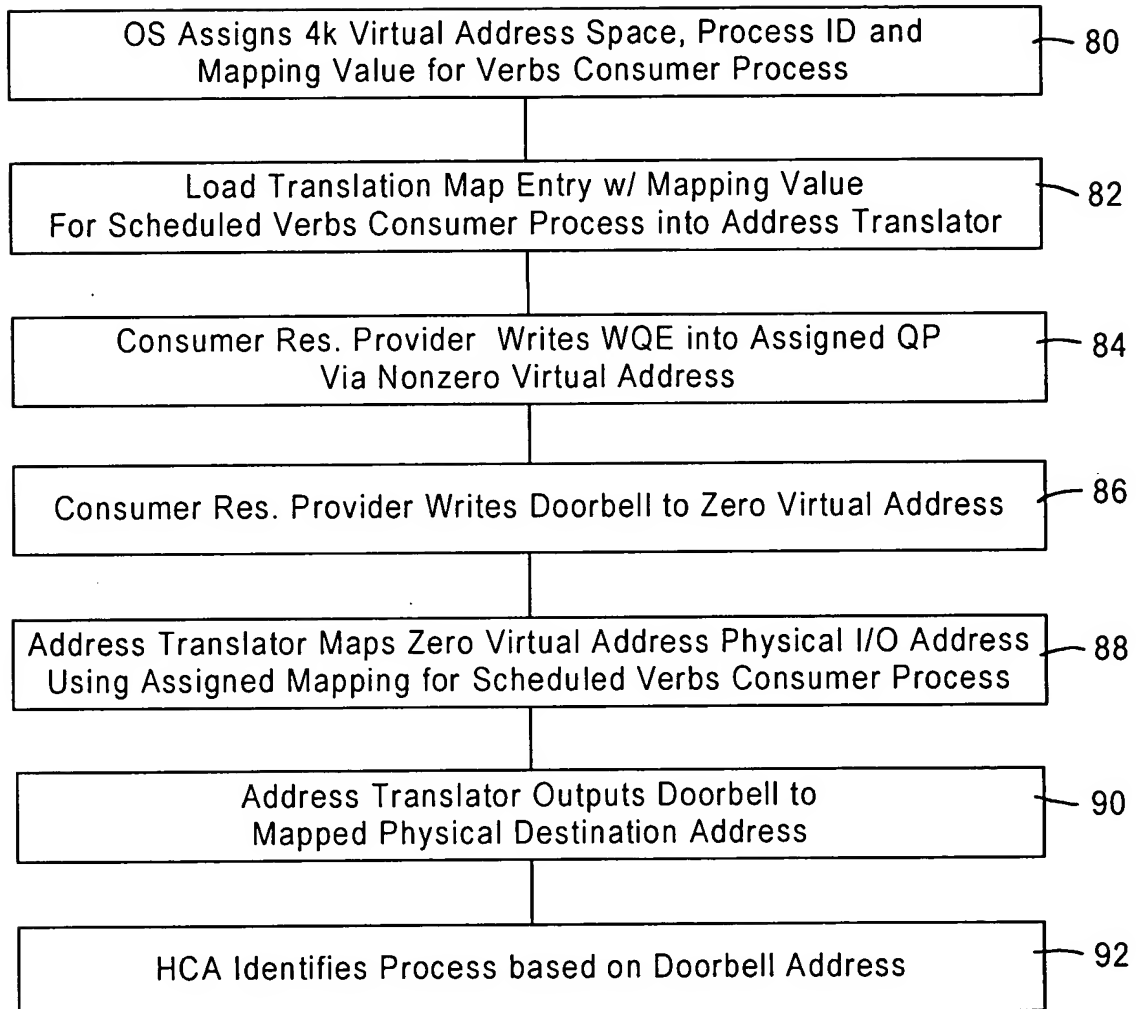 OS Assigns 4k Virtual Address Space, Process ID and
Mapping Value for Verbs Consumer Process
80
Load Translation Map Entry w/ Mapping Value
For Scheduled Verbs Consumer Process into Address Translator
82
Consumer Res. Provider Writes WQE into Assigned QP
Via Nonzero Virtual Address
84
Consumer Res. Provider Writes Doorbell to Zero Virtual Address
86
Address Translator Maps Zero Virtual Address Physical I/O Address
Using Assigned Mapping for Scheduled Verbs Consumer Process
88
Address Translator Outputs Doorbell to
Mapped Physical Destination Address
90
HCA Identifies Process based on Doorbell Address
92